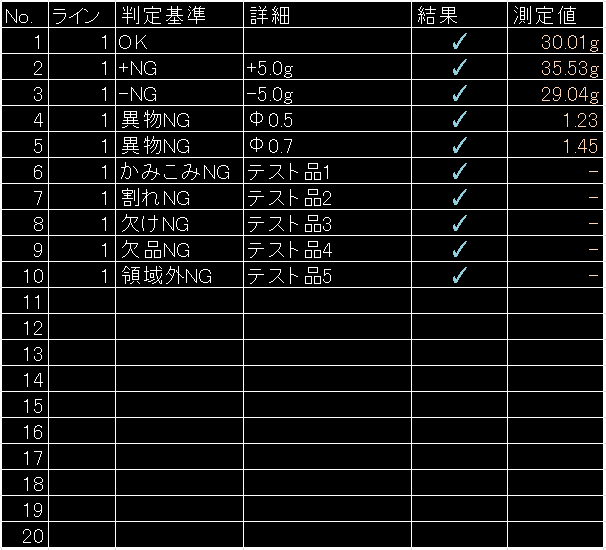 No. ライン 判定基準 詳細 結果 測定値
1 1 OK ✓ 30.01g
2 1 +NG +5.0g ✓ 35.53g
3 1 -NG -5.0g ✓ 29.04g
4 1 異物NG Φ0.5 ✓ 1.23
5 1 異物NG Φ0.7 ✓ 1.45
6 1 かみこみNG テスト品1 ✓ -
7 1 割れNG テスト品2 ✓ -
8 1 欠けNG テスト品3 ✓ -
9 1 欠品NG テスト品4 ✓ -
10 1 領域外NG テスト品5 ✓ -
11
12
13
14
15
16
17
18
19
20